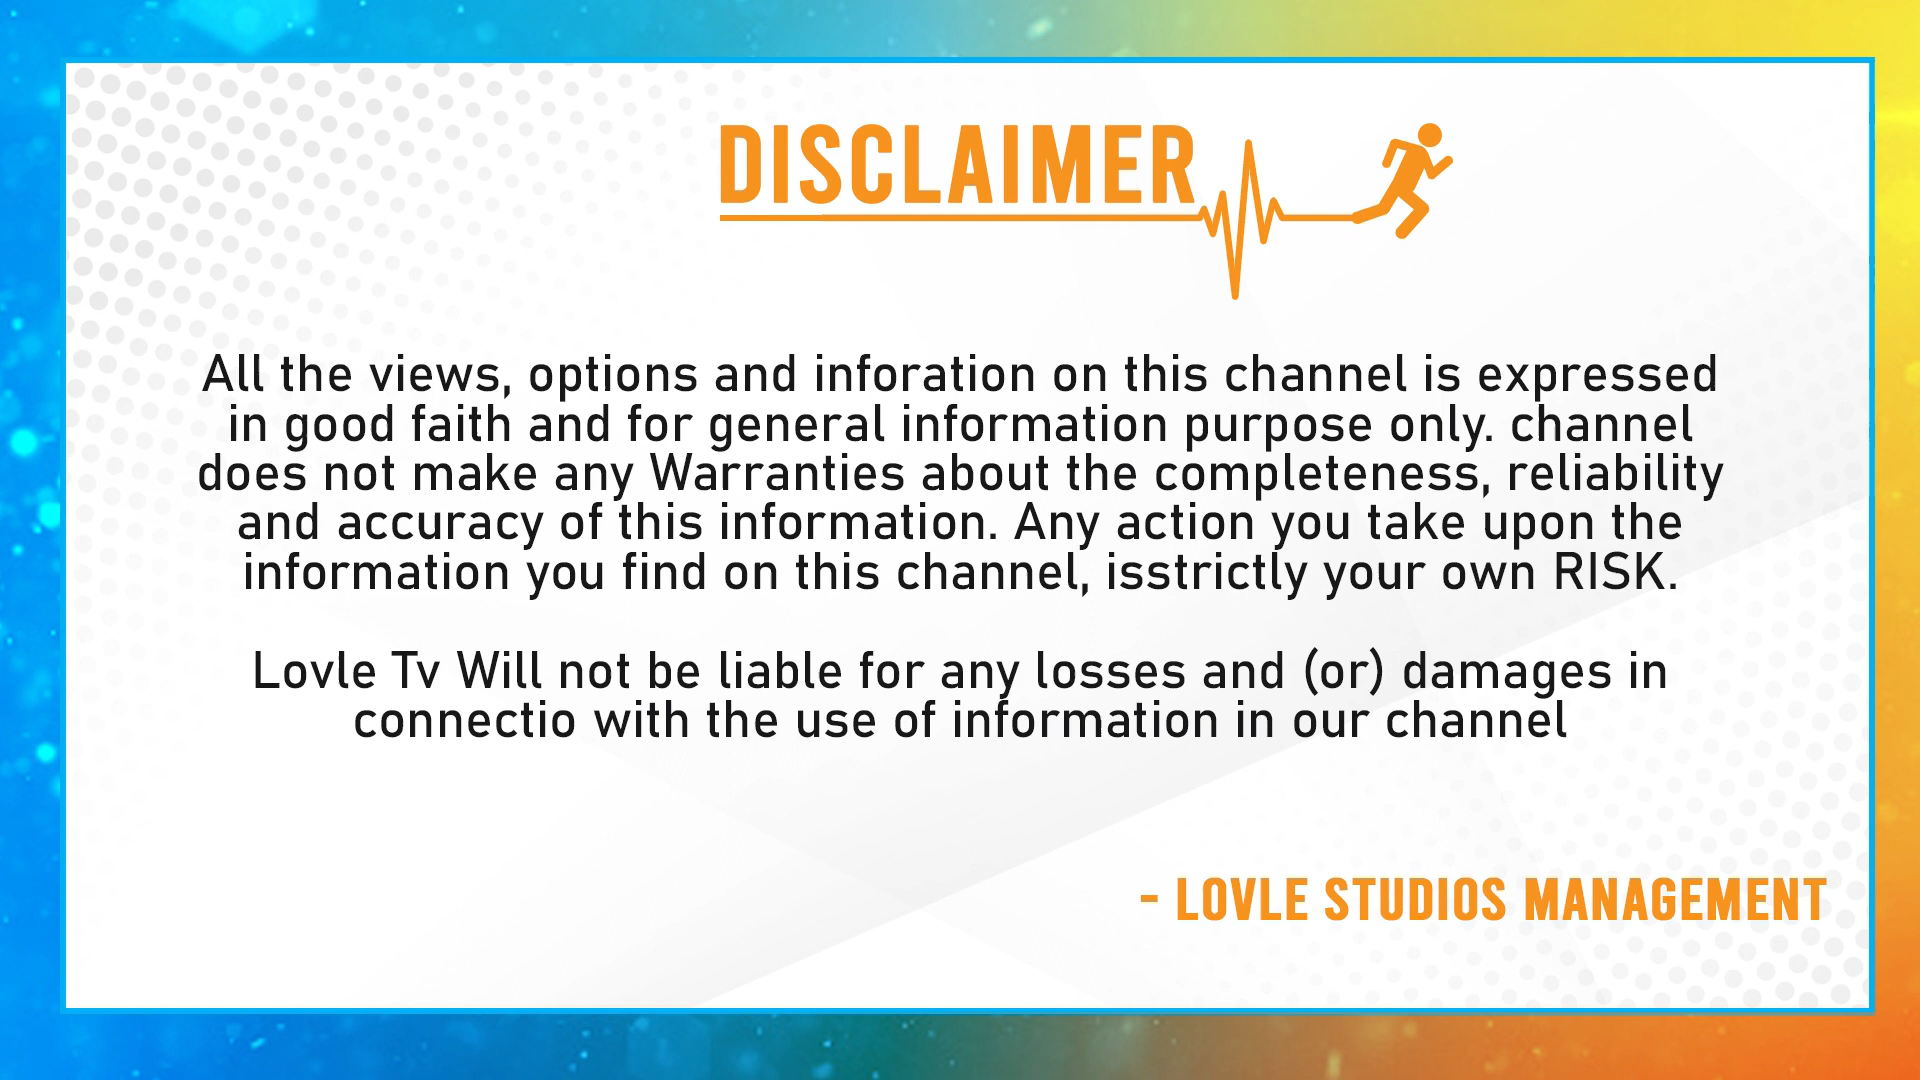 DISCLAIMER
All the views, options and inforation on this channel is expressed
in good faith and for general information purpose only. channel
does not make any Warranties about the completeness, reliability
and accuracy of this information. Any action you take upon the
information you find on this channel, isstrictly your own RISK.
Lovle Tv Will not be liable for any losses and (or) damages in
connectio with the use of information in our channel
- LOVLE STUDIOS MANAGEMENT